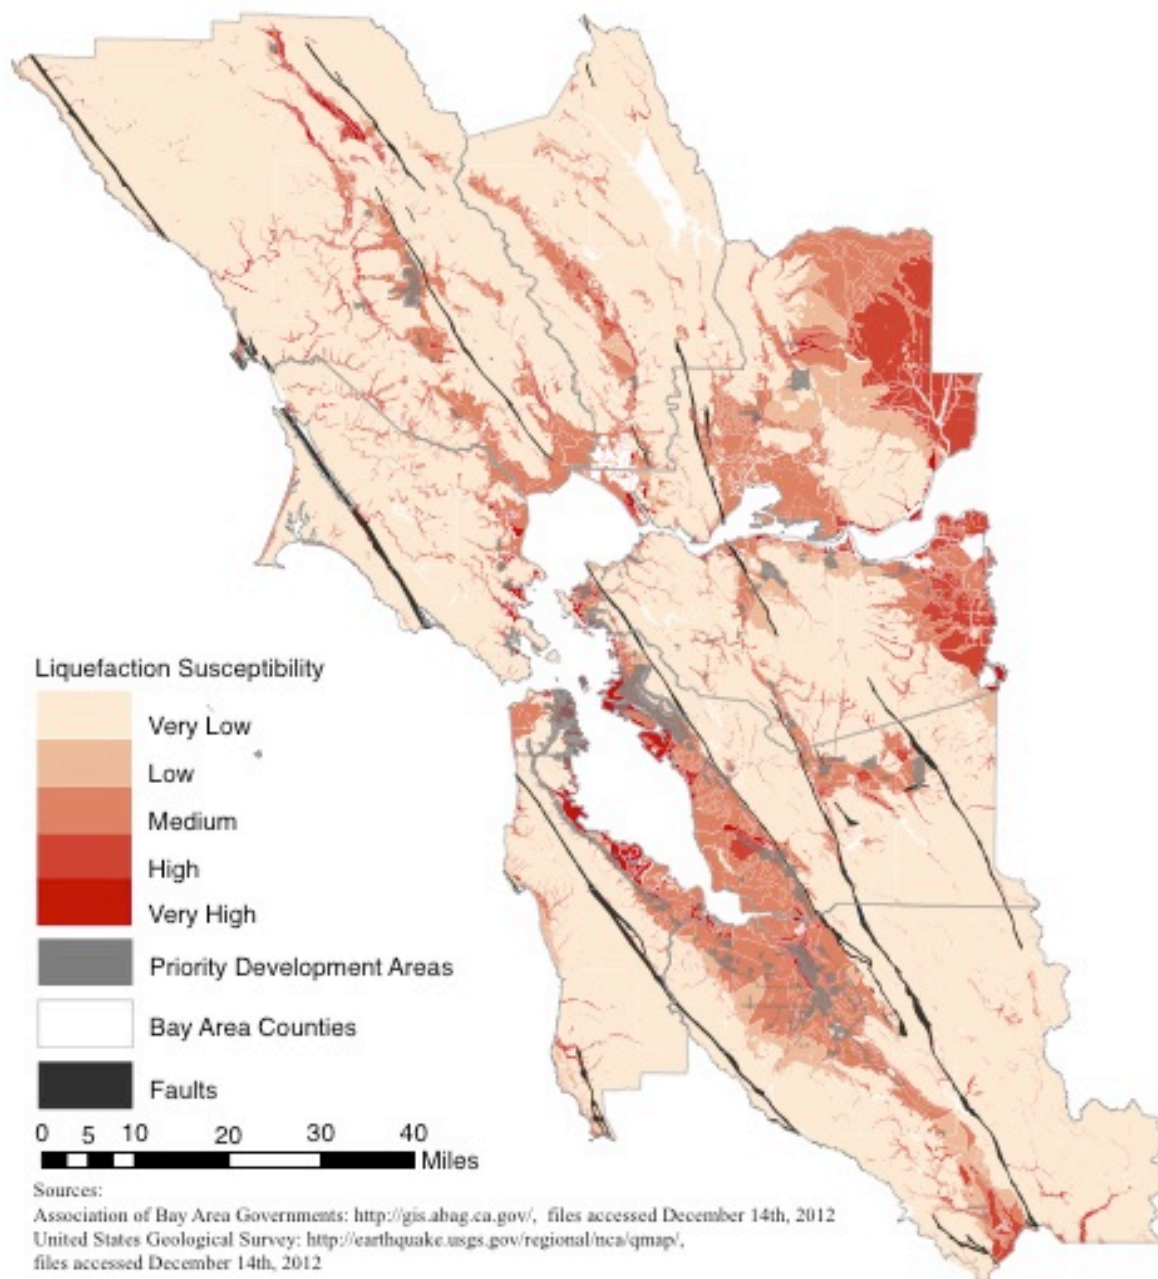 Liquefaction Susceptibility
Very Low
Low
Medium
High
Very High
Priority Development Areas
Bay Area Counties
Faults
0 5 10 20 30 40
Miles
Sources:
Association of Bay Area Governments: http://gis.abag.ca.gov/, files accessed December 14th, 2012
United States Geological Survey: http://earthquake.usgs.gov/regional/nca/qmap/,
files accessed December 14th, 2012